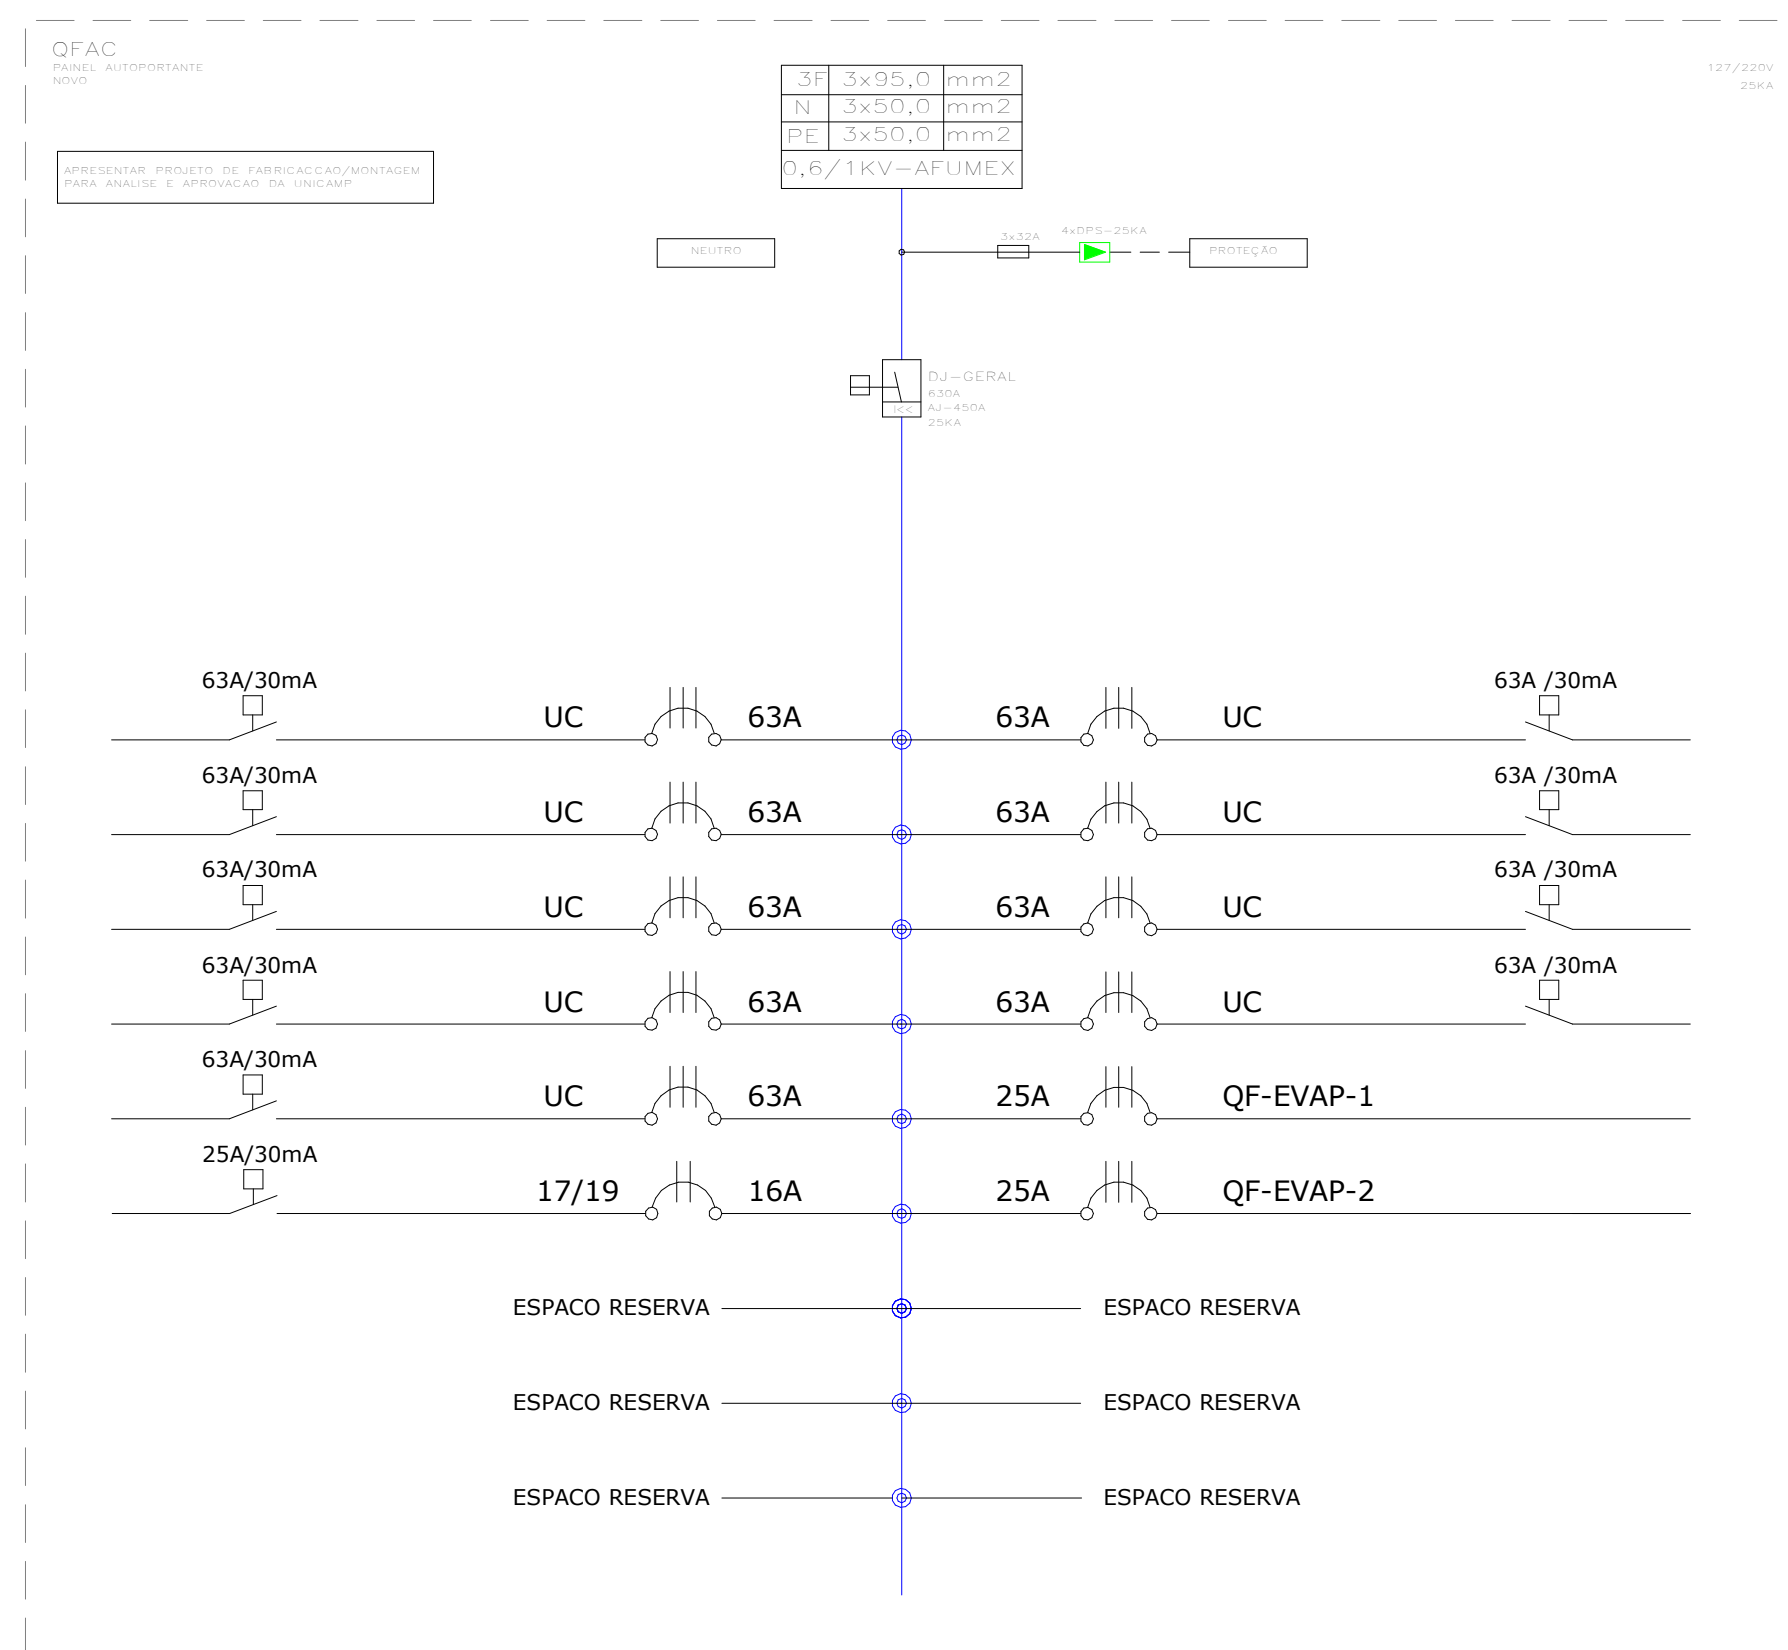 QFAC
PAINEL AUTOPORTANTE
NOVO
127/220V
25KA
3F 3x95,0 mm2
N 3x50,0 mm2
PE 3x50,0 mm2
0,6/1KV-AFUMEX
APRESENTAR PROJETO DE FABRICACCAO/MONTAGEM
PARA ANALISE E APROVACAO DA UNICAMP
NEUTRO
3x32A
4xDPS-25KA
PROTEÇÃO
DJ-GERAL
630A
AJ-450A
25KA
I<<
63A/30mA
UC 63A 63A UC
63A /30mA
63A/30mA
UC 63A 63A UC
63A /30mA
63A/30mA
UC 63A 63A UC
63A /30mA
63A/30mA
UC 63A 63A UC
63A /30mA
63A/30mA
UC 63A 25A QF-EVAP-1
25A/30mA
17/19 16A 25A QF-EVAP-2
ESPACO RESERVA ESPACO RESERVA
ESPACO RESERVA ESPACO RESERVA
ESPACO RESERVA ESPACO RESERVA